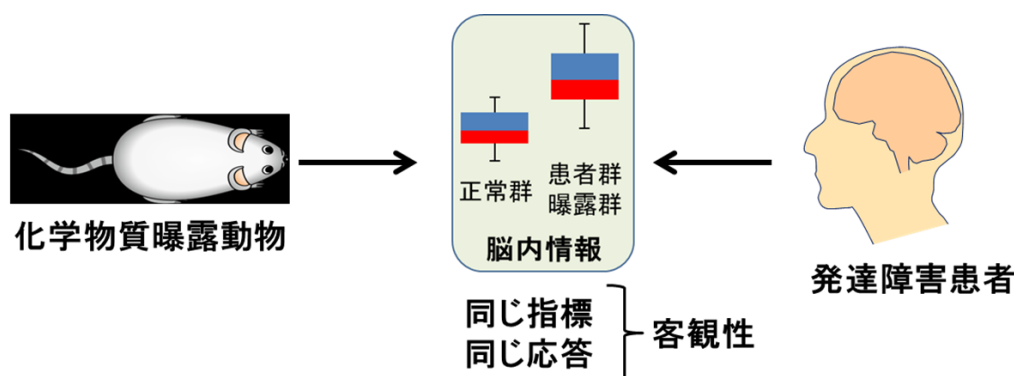 正常群
患者群
曝露群
脳内情報
化学物質曝露動物
発達障害患者
同じ指標
同じ応答
客観性